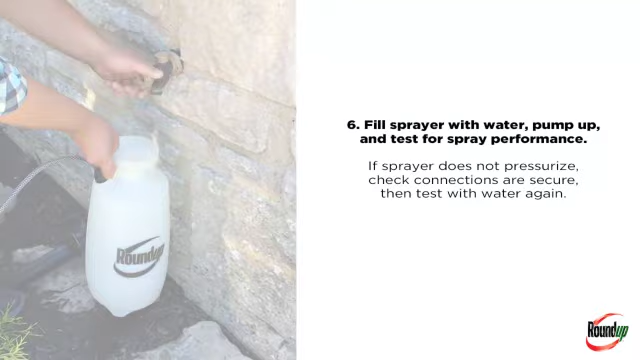 6. Fill sprayer with water, pump up,
and test for spray performance.
If sprayer does not pressurize,
check connections are secure,
then test with water again.
Roundup
Roundup